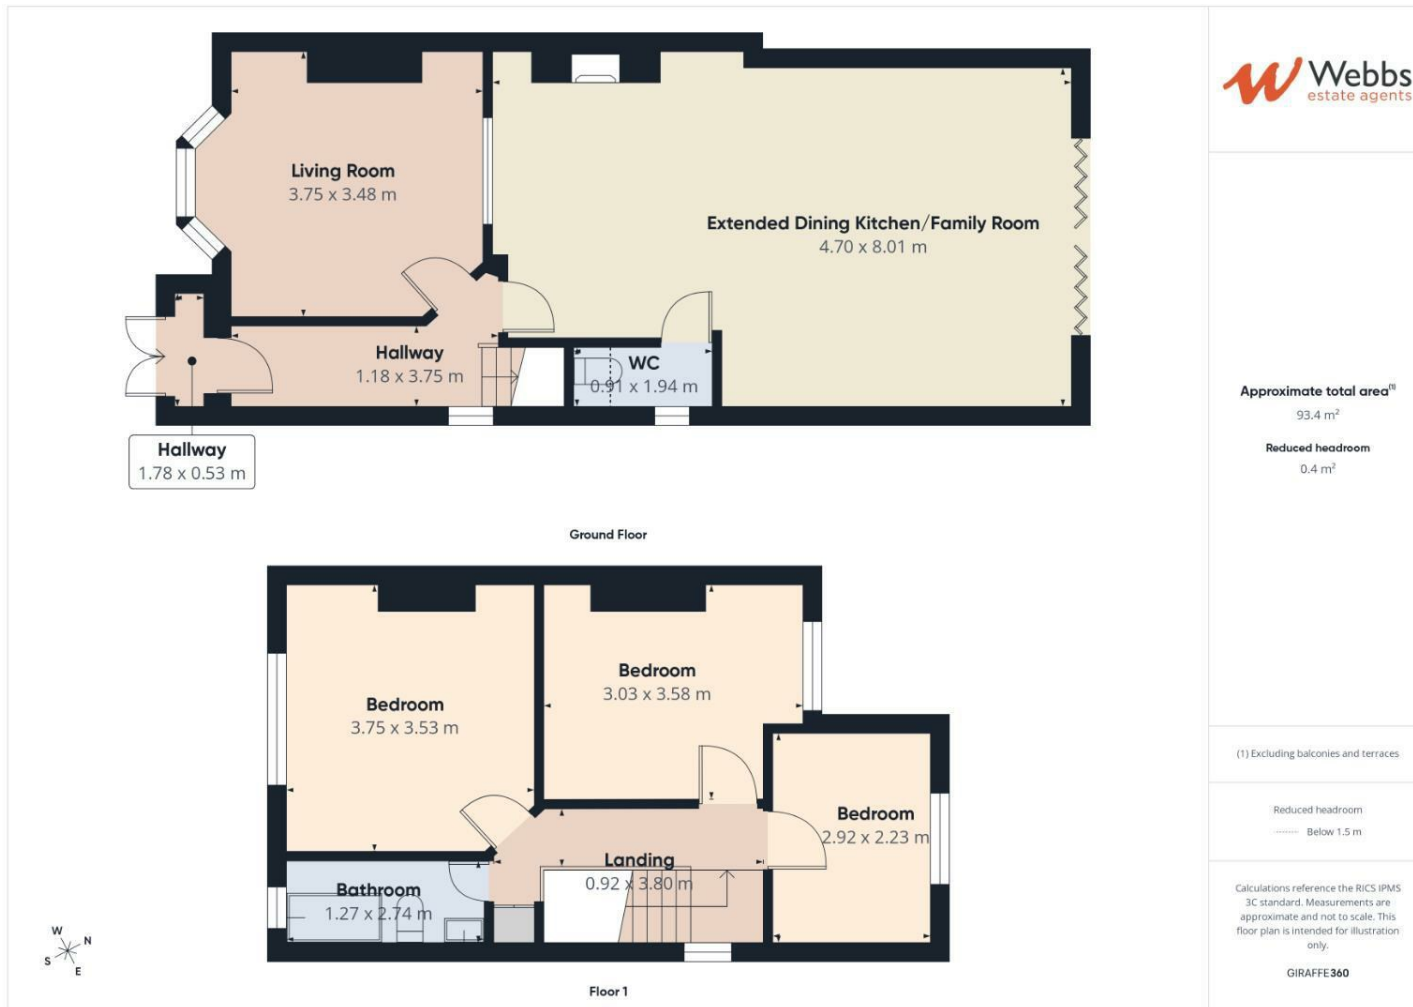 Webbs
estate agents
Living Room
3.75 x 3.48 m
Extended Dining Kitchen/Family Room
4.70 x 8.01 m
Hallway
1.18 x 3.75 m
WC
0.91 x 1.94 m
Hallway
1.78 x 0.53 m
Ground Floor
Bedroom
3.75 x 3.53 m
Bedroom
3.03 x 3.58 m
Bedroom
2.92 x 2.23 m
Landing
0.92 x 3.80 m
Bathroom
1.27 x 2.74 m
W
N
S
E
Floor 1
Approximate total area(1)
93.4 m²
Reduced headroom
0.4 m²
(1) Excluding balconies and terraces
Reduced headroom
Below 1.5 m
Calculations reference the RICS IPMS
3C standard. Measurements are
approximate and not to scale. This
floor plan is intended for illustration
only.
GIRAFFE360